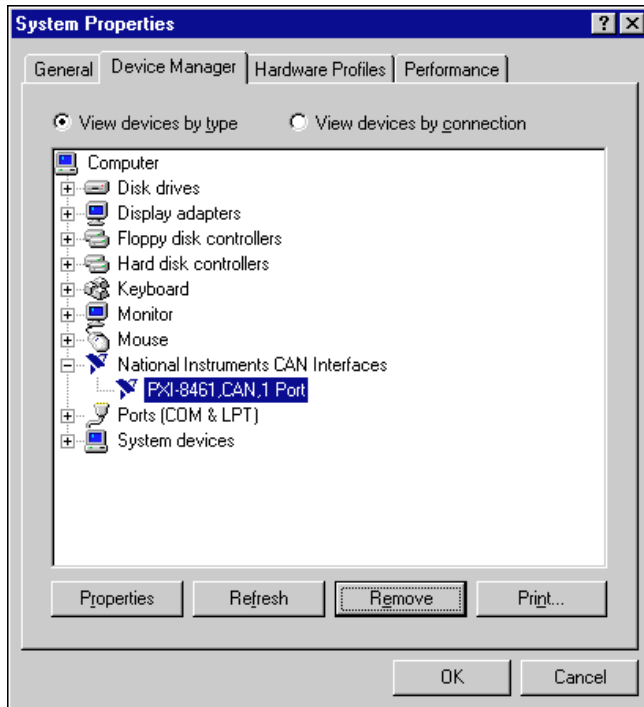 System Properties
General Device Manager Hardware Profiles Performance
View devices by type View devices by connection
Computer
Disk drives
Display adapters
Floppy disk controllers
Hard disk controllers
Keyboard
Monitor
Mouse
National Instruments CAN Interfaces
PXI-8461,CAN,1 Port
Ports (COM & LPT)
System devices
Properties Refresh Remove Print...
OK Cancel